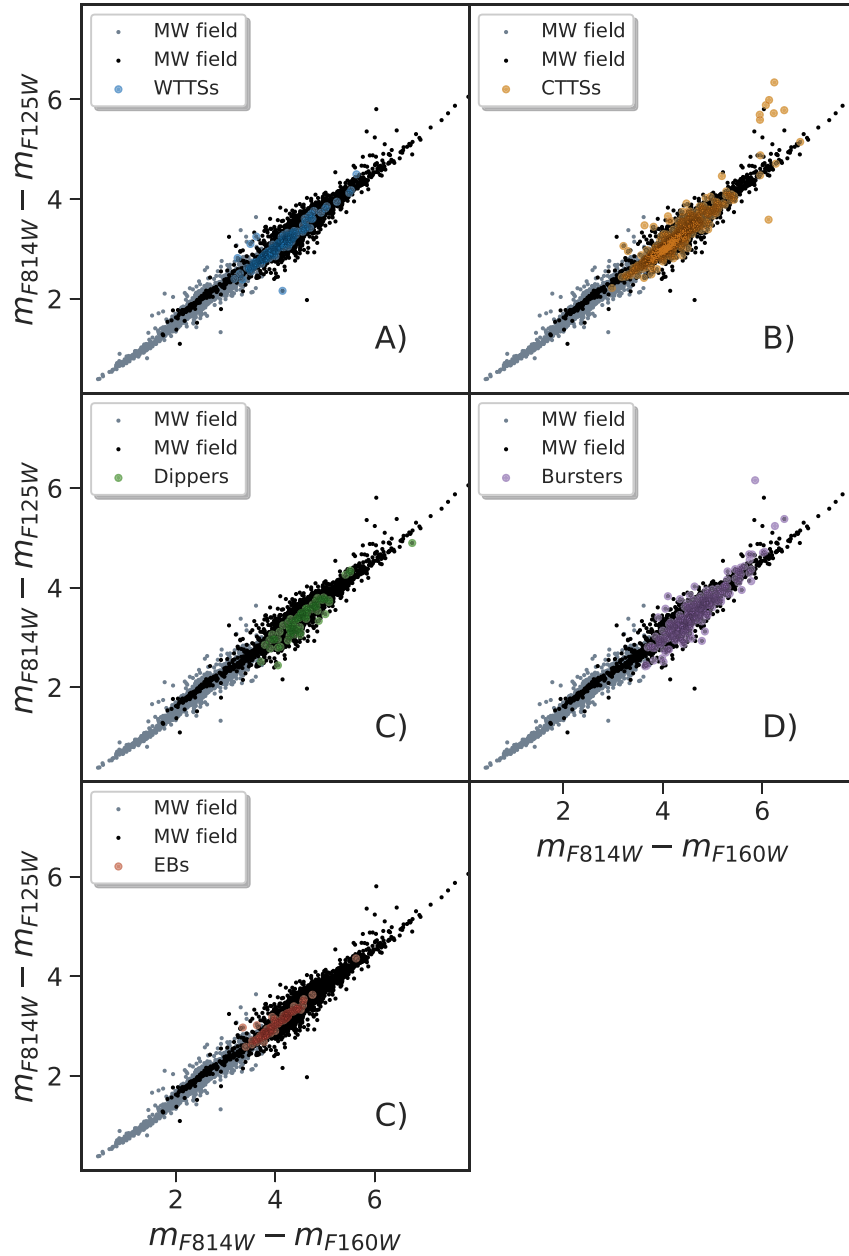 MW field
MW field
WTTSs
MW field
MW field
CTTSs
m_{F814W} − m_{F125W}
6
4
2
A)
B)
MW field
MW field
Dippers
MW field
MW field
Bursters
m_{F814W} − m_{F125W}
6
4
2
C)
D)
2 4 6
m_{F814W} − m_{F160W}
MW field
MW field
EBs
m_{F814W} − m_{F125W}
6
4
2
C)
2 4 6
m_{F814W} − m_{F160W}